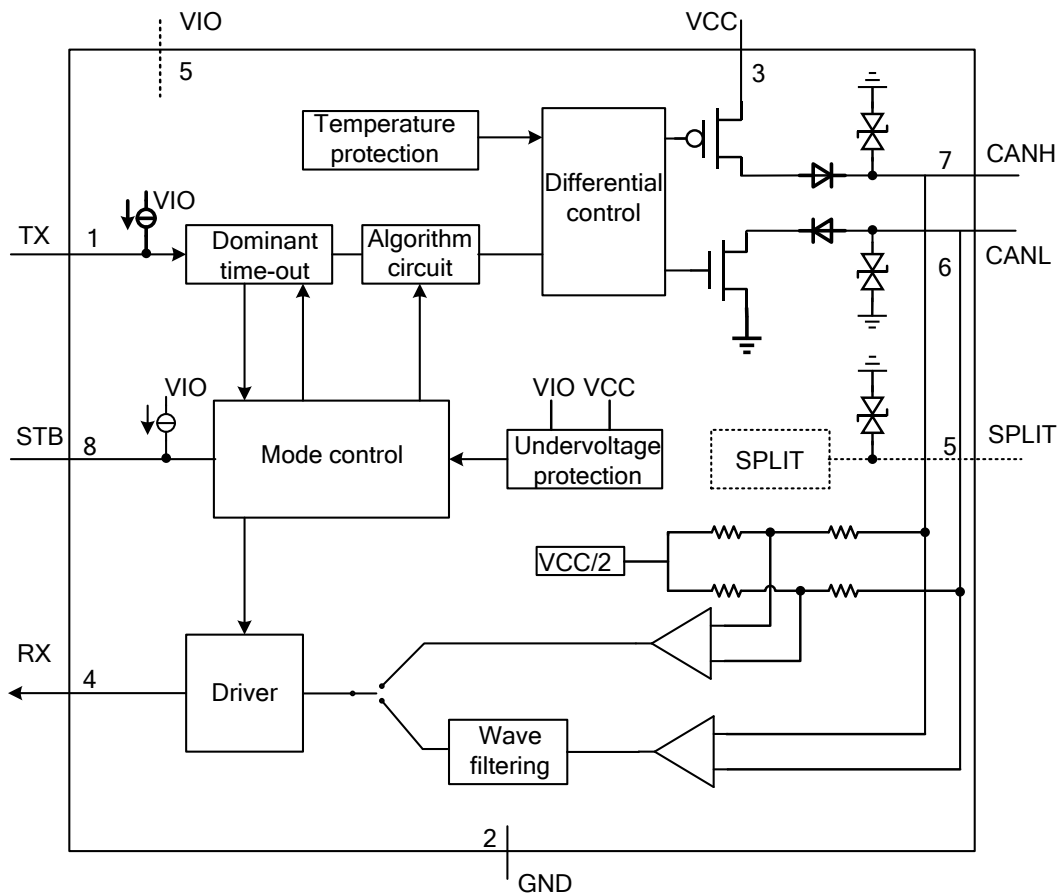 VIO
5
VCC
3
Temperature
protection
Differential
control
7
CANH
VIO
TX
1
Dominant
time-out
Algorithm
circuit
CANL
6
VIO
VIO VCC
STB
8
Mode control
Undervoltage
protection
SPLIT
5
SPLIT
VCC/2
RX
4
Driver
Wave
filtering
2
GND